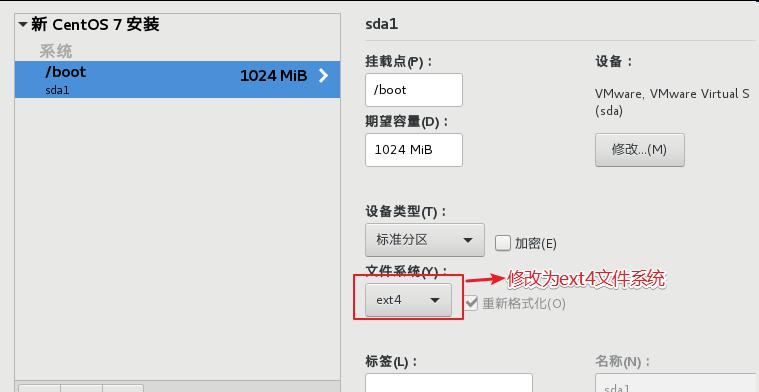 新 CentOS 7 安装
系统
/boot
1024 MiB
sda1
sda1
挂载点(P)：
/boot
设备：
VMware, VMware Virtual S
(sda)
修改...(M)
期望容量(D)：
1024 MiB
设备类型(T)：
标准分区
加密(E)
文件系统(Y)：
ext4
重新格式化(O)
修改为ext4文件系统
标签(L)：
名称(N)：
sda1